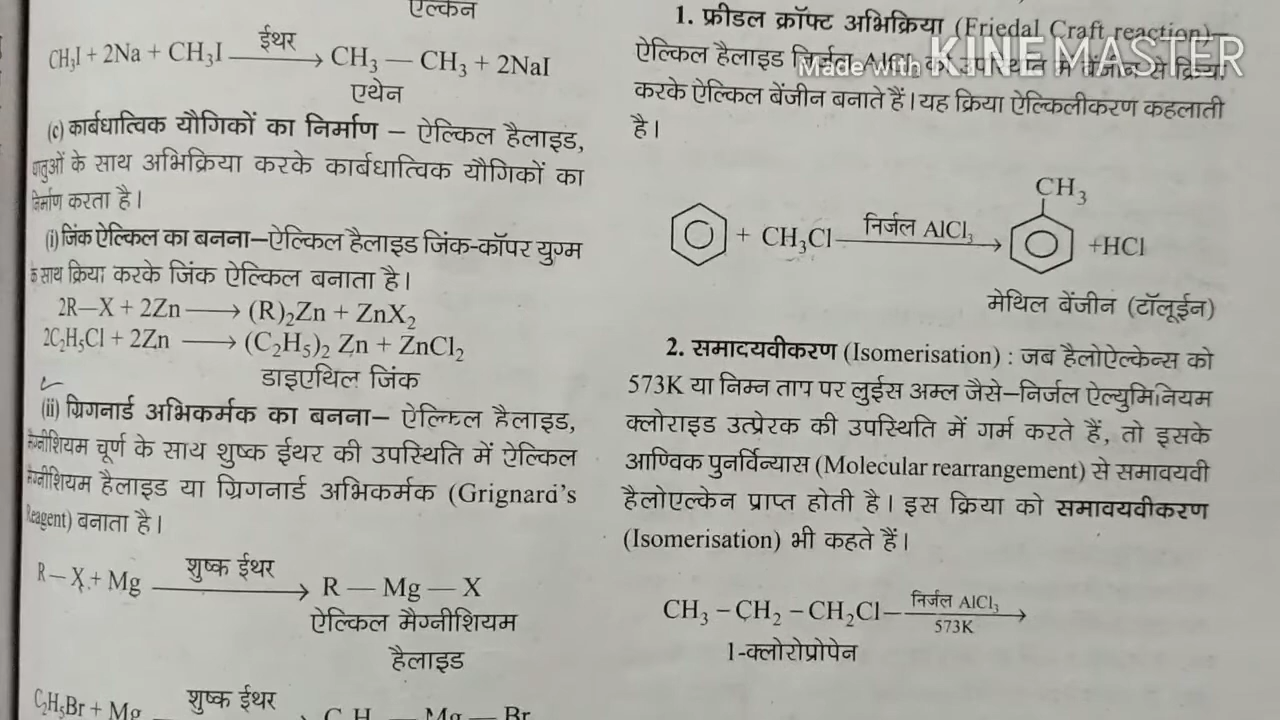 एल्केन
CH₃I + 2Na + CH₃I ईथर → CH₃ — CH₃ + 2NaI
एथेन
(c) कार्बधात्विक यौगिकों का निर्माण – ऐल्किल हैलाइड,
धातुओं के साथ अभिक्रिया करके कार्बधात्विक यौगिकों का
निर्माण करता है।
(i) जिंक ऐल्किल का बनना–ऐल्किल हैलाइड जिंक-कॉपर युग्म
के साथ क्रिया करके जिंक ऐल्किल बनाता है।
2R—X + 2Zn → (R)₂Zn + ZnX₂
2C₂H₅Cl + 2Zn → (C₂H₅)₂ Zn + ZnCl₂
डाइएथिल जिंक
(ii) ग्रिगनार्ड अभिकर्मक का बनना– ऐल्किल हैलाइड,
मैग्नीशियम चूर्ण के साथ शुष्क ईथर की उपस्थिति में ऐल्किल
मैग्नीशियम हैलाइड या ग्रिगनार्ड अभिकर्मक (Grignard's
Reagent) बनाता है।
R – X + Mg शुष्क ईथर → R — Mg — X
ऐल्किल मैग्नीशियम
हैलाइड
C₂H₅Br + Mg शुष्क ईथर → — Mg — Br
1. फ्रीडल क्रॉफ्ट अभिक्रिया (Friedal Craft reaction)–
ऐल्किल हैलाइड निर्जल AlCl₃ की उपस्थिति में बेंजीन से क्रिया
Made with KINEMASTER
करके ऐल्किल बेंजीन बनाते हैं। यह क्रिया ऐल्किलीकरण कहलाती
है।
CH₃
+ CH₃Cl निर्जल AlCl₃ → +HCl
मेथिल बेंजीन (टॉलूईन)
2. समादयवीकरण (Isomerisation) : जब हैलोऐल्केन्स को
573K या निम्न ताप पर लुईस अम्ल जैसे–निर्जल ऐल्युमिनियम
क्लोराइड उत्प्रेरक की उपस्थिति में गर्म करते हैं, तो इसके
आण्विक पुनर्विन्यास (Molecular rearrangement) से समावयवी
हैलोएल्केन प्राप्त होती है। इस क्रिया को समावयवीकरण
(Isomerisation) भी कहते हैं।
CH₃ – CH₂ – CH₂Cl निर्जल AlCl₃ 573K →
1-क्लोरोप्रोपेन